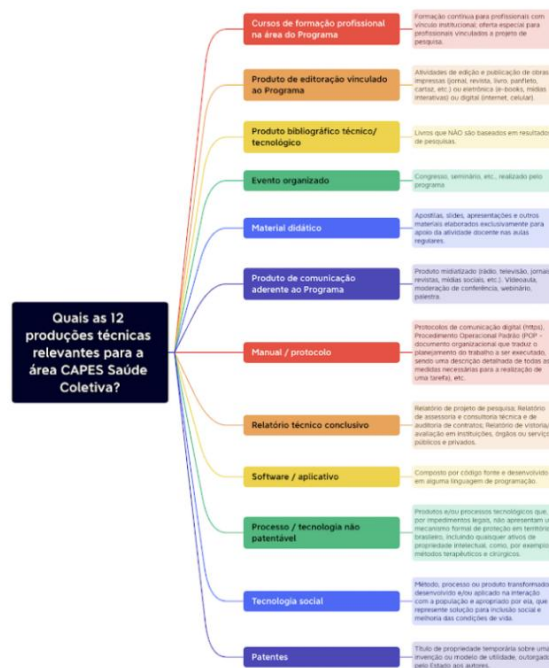 Quais as 12
produções técnicas
relevantes para a
área CAPES Saúde
Coletiva?
Cursos de formação profissional
na área do Programa
Formação contínua para profissionais com
vínculo institucional; oferta especial para
profissionais vinculados a projeto de
pesquisa.
Produto de editoração vinculado
ao Programa
Atividades de edição e publicação de obras
impressas (jornal, revista, livro, panfleto,
cartaz, etc.) ou eletrônica (e-books, mídias
interativas) ou digital (internet, celular).
Produto bibliográfico técnico/
tecnológico
Livros que NÃO são baseados em resultados
de pesquisas.
Evento organizado
Congresso, seminário, etc., realizado pelo
programa
Material didático
Apostilas, slides, apresentações e outros
materiais elaborados exclusivamente para
apoio da atividade docente nas aulas
regulares.
Produto de comunicação
aderente ao Programa
Produto midiatizado (rádio, televisão, jornais,
revistas, mídias sociais, etc.). Videoaula,
moderação de conferência, webinário,
palestra.
Manual / protocolo
Protocolos de comunicação digital (https),
Procedimento Operacional Padrão (POP -
documento organizacional que traduz o
planejamento do trabalho a ser executado,
sendo uma descrição detalhada de todas as
medidas necessárias para a realização de
uma tarefa), etc.
Relatório técnico conclusivo
Relatório de projeto de pesquisa; Relatório
de assessoria e consultoria técnica e de
auditoria de contratos; Relatório de vistoria/
avaliação em instituições, órgãos ou serviços
públicos e privados.
Software / aplicativo
Composto por código fonte e desenvolvido
em alguma linguagem de programação.
Processo / tecnologia não
patentável
Produtos e/ou processos tecnológicos que,
por impedimentos legais, não apresentam u
mecanismo formal de proteção em território
brasileiro, incluindo quaisquer ativos de
propriedade intelectual, como, por exemplo,
métodos terapêuticos e cirúrgicos.
Tecnologia social
Método, processo ou produto transformador,
desenvolvido e/ou aplicado na interação
com a população e apropriado por ela, que
represente solução para inclusão social e
melhoria das condições de vida.
Patentes
Título de propriedade temporária sobre uma
invenção ou modelo de utilidade, outorgado
pelo Estado aos autores.